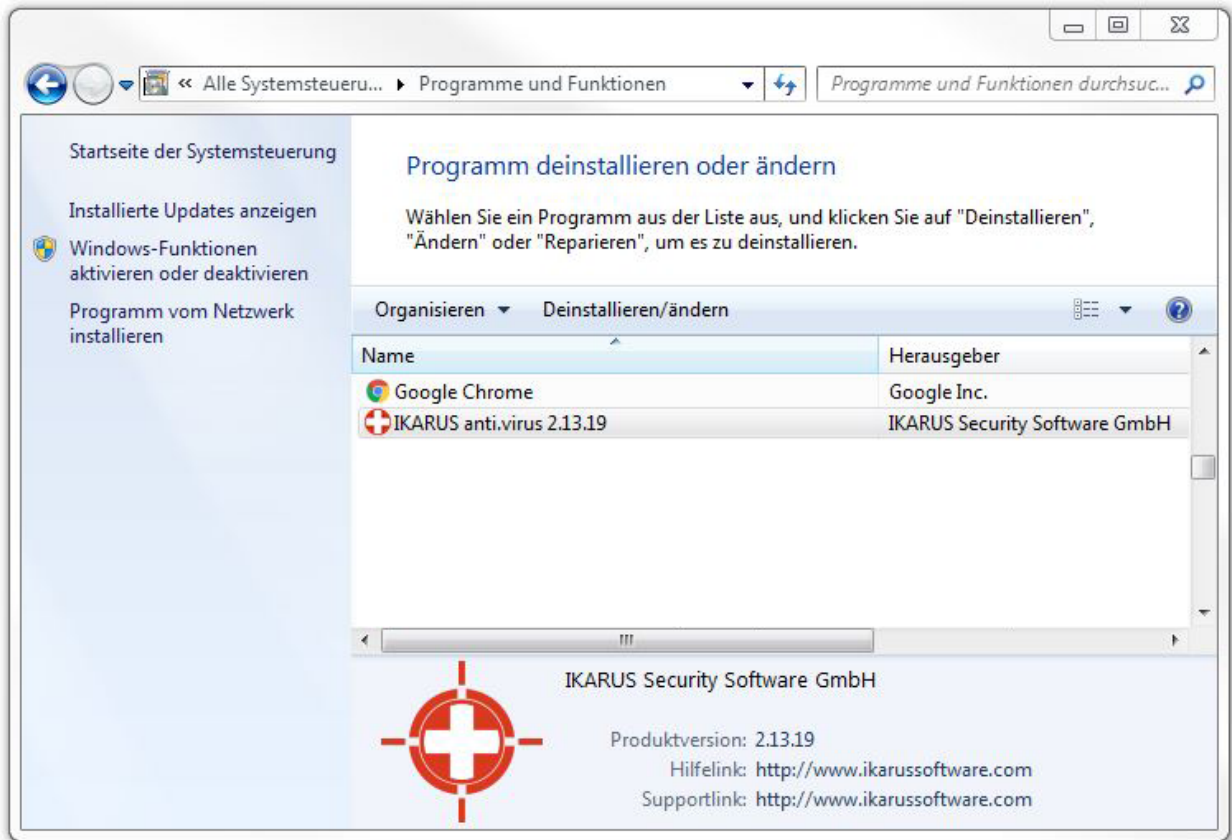 « Alle Systemsteueru... ▸ Programme und Funktionen
Programme und Funktionen durchsuc...
Startseite der Systemsteuerung
Installierte Updates anzeigen
Windows-Funktionen
aktivieren oder deaktivieren
Programm vom Netzwerk
installieren
Programm deinstallieren oder ändern
Wählen Sie ein Programm aus der Liste aus, und klicken Sie auf "Deinstallieren",
"Ändern" oder "Reparieren", um es zu deinstallieren.
Organisieren Deinstallieren/ändern
Name Herausgeber
Google Chrome Google Inc.
IKARUS anti.virus 2.13.19 IKARUS Security Software GmbH
IKARUS Security Software GmbH
Produktversion: 2.13.19
Hilfelink: http://www.ikarussoftware.com
Supportlink: http://www.ikarussoftware.com